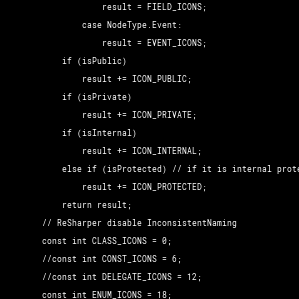 result = FIELD_ICONS;
case NodeType.Event:
result = EVENT_ICONS;
if (isPublic)
result += ICON_PUBLIC;
if (isPrivate)
result += ICON_PRIVATE;
if (isInternal)
result += ICON_INTERNAL;
else if (isProtected) // if it is internal prote
result += ICON_PROTECTED;
return result;
// ReSharper disable InconsistentNaming
const int CLASS_ICONS = 0;
//const int CONST_ICONS = 6;
//const int DELEGATE_ICONS = 12;
const int ENUM_ICONS = 18;